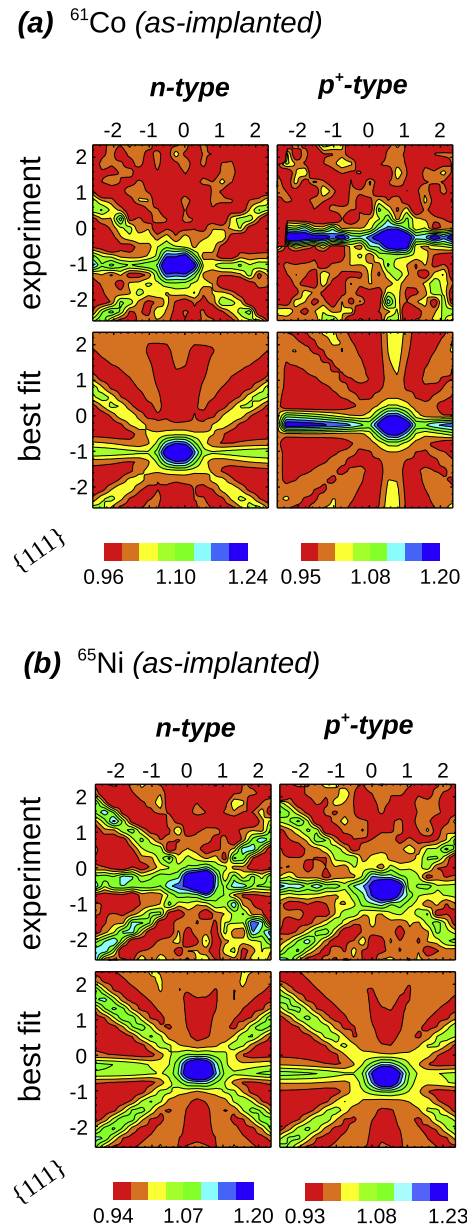 (a) ⁶¹Co (as-implanted)
n-type p⁺-type
-2 -1 0 1 2 -2 -1 0 1 2
experiment
2
1
0
-1
-2
best fit
2
1
0
-1
-2
{111}
0.96 1.10 1.24 0.95 1.08 1.20
(b) ⁶⁵Ni (as-implanted)
n-type p⁺-type
-2 -1 0 1 2 -2 -1 0 1 2
experiment
2
1
0
-1
-2
best fit
2
1
0
-1
-2
{111}
0.94 1.07 1.20 0.93 1.08 1.23